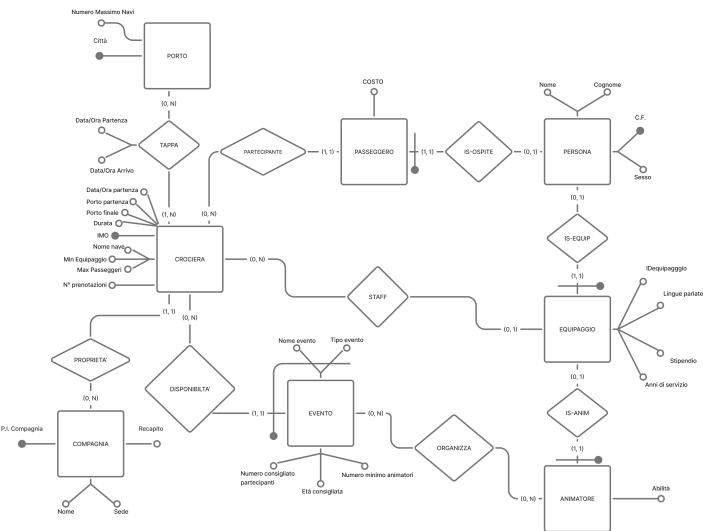 Numero Massimo Navi
Città
PORTO
(0, N)
Data/Ora Partenza
TAPPA
Data/Ora Arrivo
(1, N)
COSTO
PARTECIPANTE
(1, 1)
PASSEGGERO
(1, 1)
IS-OSPITE
(0, 1)
(0, N)
Nome
Cognome
PERSONA
C.F.
Sesso
(0, 1)
IS-EQUIP
(1, 1)
Data/Ora partenza
Porto partenza
Porto finale
Durata
IMO
Nome nave
MIn Equipaggio
Max Passeggeri
N° prenotazioni
CROCIERA
(0, N)
STAFF
(0, 1)
EQUIPAGGIO
IDequipagggio
Lingue parlate
Stipendio
Anni di servizio
(1, 1)
(0, N)
PROPRIETA'
(0, N)
DISPONIBILTA'
(1, 1)
P.I. Compagnia
COMPAGNIA
Recapito
Nome
Sede
Nome evento
Tipo evento
EVENTO
(0, N)
Numero consigliato
partecipanti
Età consigliata
Numero minimo animatori
ORGANIZZA
(0, N)
(0, 1)
IS-ANIM
(1, 1)
ANIMATORE
Abilità